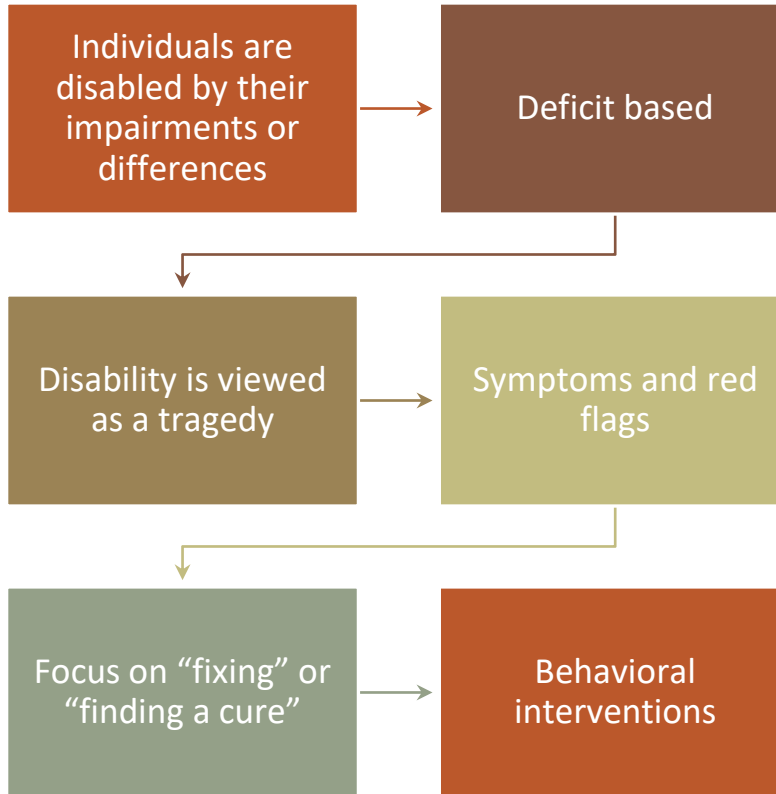 Individuals are
disabled by their
impairments or
differences
Deficit based
Disability is viewed
as a tragedy
Symptoms and red
flags
Focus on “fixing” or
“finding a cure”
Behavioral
interventions